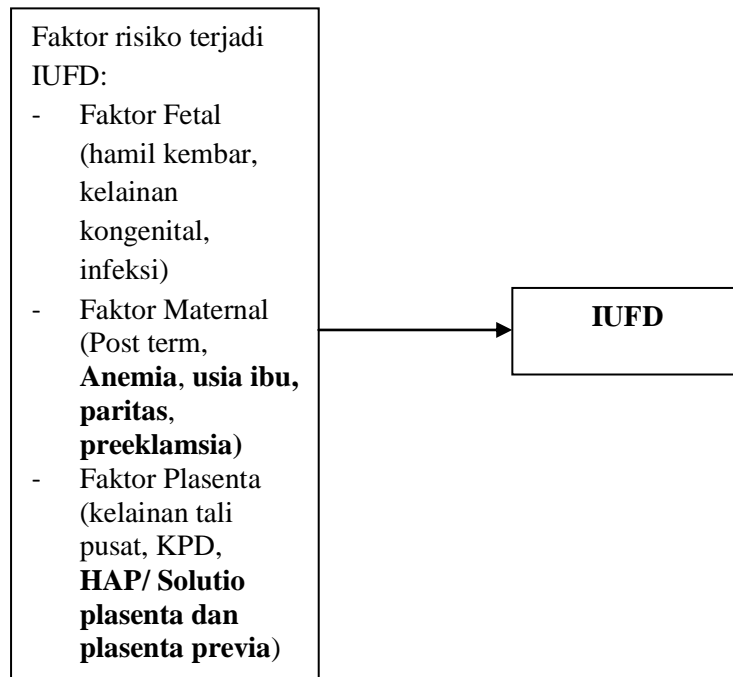 Faktor risiko terjadi
IUFD:
- Faktor Fetal
(hamil kembar,
kelainan
kongenital,
infeksi)
- Faktor Maternal
(Post term,
Anemia, usia ibu,
paritas,
preeklamsia)
- Faktor Plasenta
(kelainan tali
pusat, KPD,
HAP/ Solutio
plasenta dan
plasenta previa)
IUFD